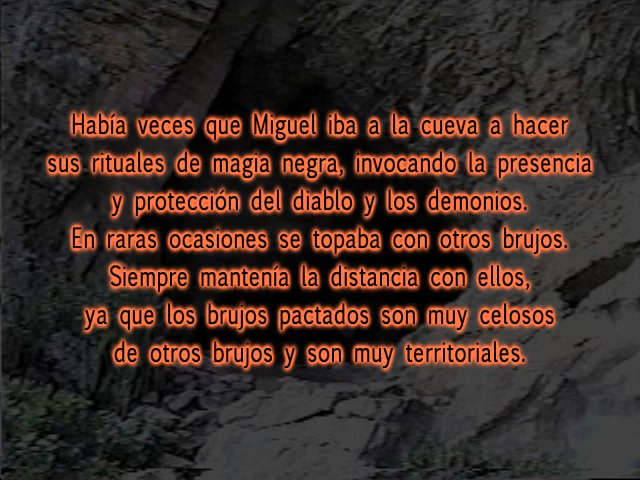 Había veces que Miguel iba a la cueva a hacer
sus rituales de magia negra, invocando la presencia
y protección del diablo y los demonios.
En raras ocasiones se topaba con otros brujos.
Siempre mantenía la distancia con ellos,
ya que los brujos pactados son muy celosos
de otros brujos y son muy territoriales.